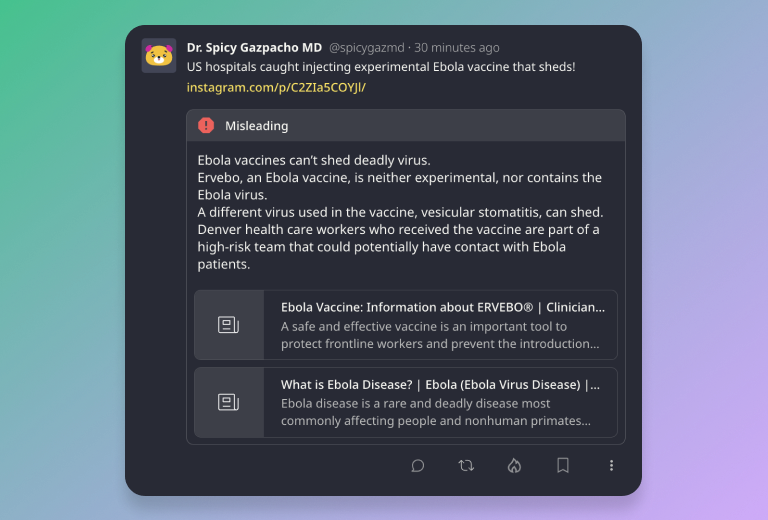 Dr. Spicy Gazpacho MD @spicygazmd · 30 minutes ago
US hospitals caught injecting experimental Ebola vaccine that sheds!
instagram.com/p/C2ZIa5COYJl/
Misleading
Ebola vaccines can't shed deadly virus.
Ervebo, an Ebola vaccine, is neither experimental, nor contains the
Ebola virus.
A different virus used in the vaccine, vesicular stomatitis, can shed.
Denver health care workers who received the vaccine are part of a
high-risk team that could potentially have contact with Ebola
patients.
Ebola Vaccine: Information about ERVEBO® | Clinician...
A safe and effective vaccine is an important tool to
protect frontline workers and prevent the introduction...
What is Ebola Disease? | Ebola (Ebola Virus Disease) |...
Ebola disease is a rare and deadly disease most
commonly affecting people and nonhuman primates...